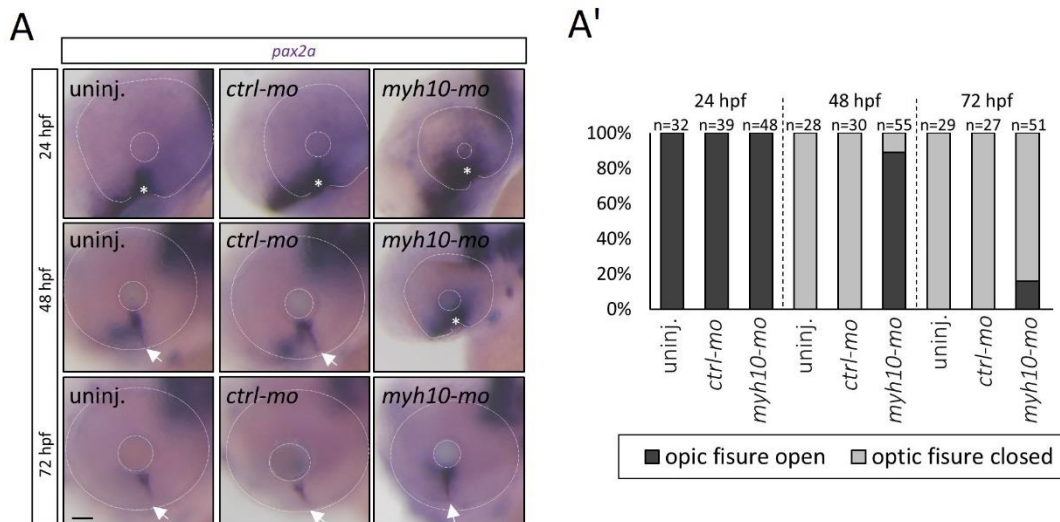 A
pax2a
24 hpf
uninj.
ctrl-mo
myh10-mo
*
*
*
48 hpf
uninj.
ctrl-mo
myh10-mo
*
72 hpf
uninj.
ctrl-mo
myh10-mo
A'
24 hpf
48 hpf
72 hpf
n=32
n=39
n=48
n=28
n=30
n=55
n=29
n=27
n=51
100%
80%
60%
40%
20%
0%
uninj.
ctrl-mo
myh10-mo
uninj.
ctrl-mo
myh10-mo
uninj.
ctrl-mo
myh10-mo
opic fisure open
optic fisure closed